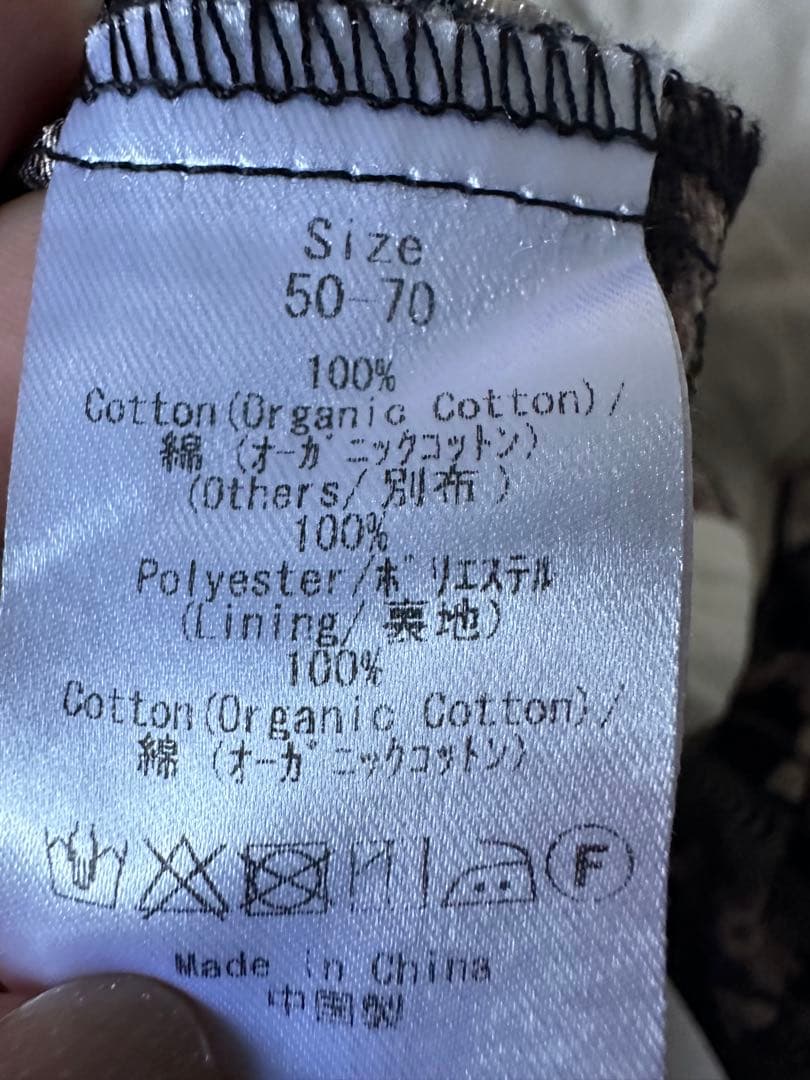 Size
50-70
100%
Cotton(Organic Cotton)/
綿 (オーガニックコットン)
(Others/ 別布 )
100%
Polyester/ポリエステル
(Lining/ 裏地)
100%
Cotton(Organic Cotton)/
綿 (オーガニックコットン)
F
Made in China
中国製